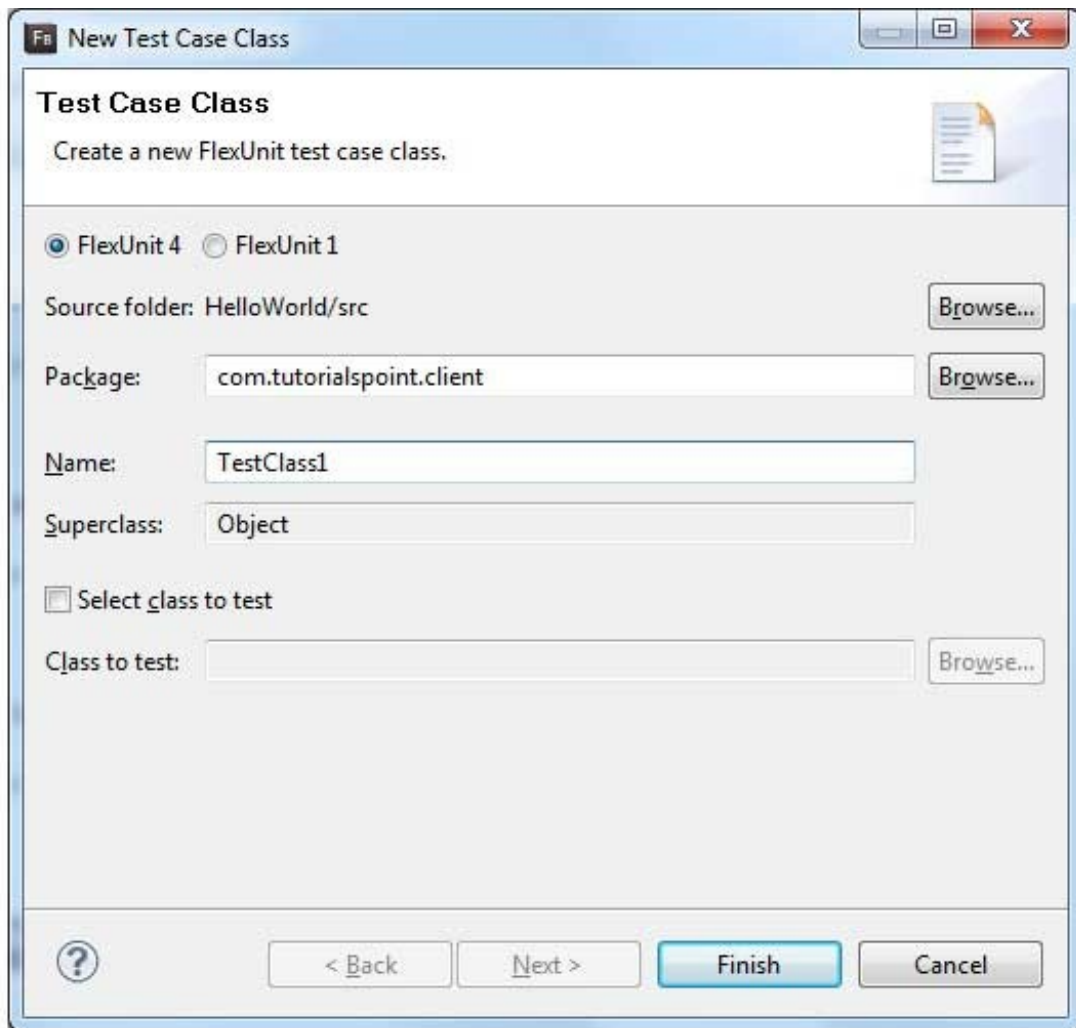 FB New Test Case Class
Test Case Class
Create a new FlexUnit test case class.
FlexUnit 4 FlexUnit 1
Source folder: HelloWorld/src Browse...
Package: com.tutorialspoint.client Browse...
Name: TestClass1
Superclass: Object
Select class to test
Class to test: Browse...
? < Back Next > Finish Cancel